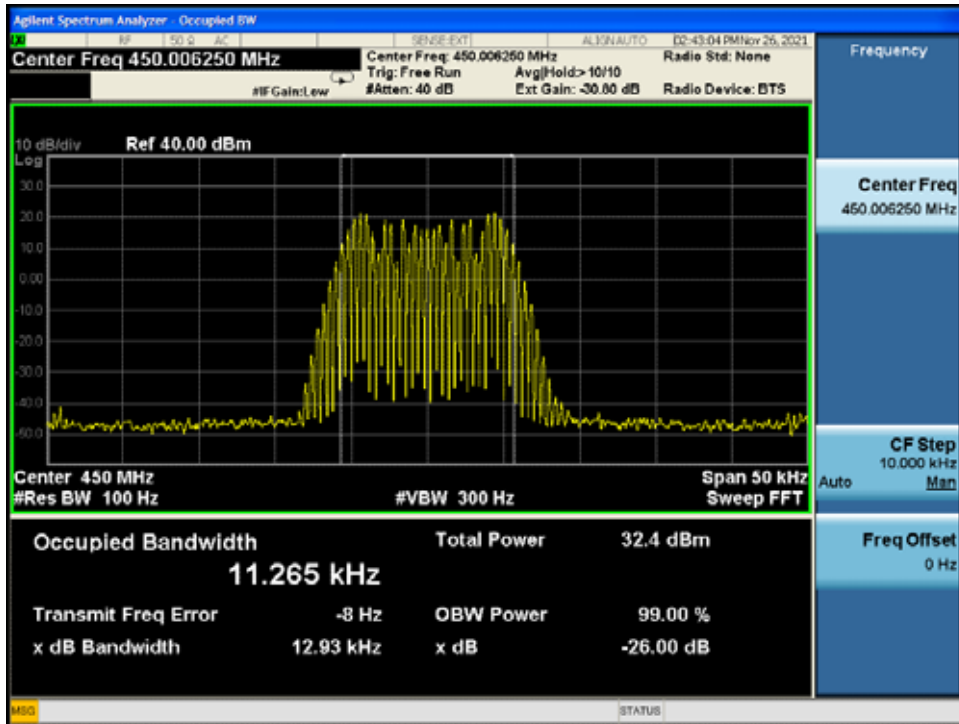 Agilent Spectrum Analyzer - Occupied BW
RF 50 Ω AC SENSE:EXT ALIGN AUTO 02:43:04 PM Nov 26, 2021
Center Freq 450.006250 MHz
Center Freq: 450.006250 MHz
Radio Std: None
Trig: Free Run Avg|Hold:> 10/10
#IFGain:Low
#Atten: 40 dB Ext Gain: -30.80 dB
Radio Device: BTS
10 dB/div Ref 40.00 dBm
Log
30.0
20.0
10.0
0.00
-10.0
-20.0
-30.0
-40.0
-50.0
Center 450 MHz Span 50 kHz
#Res BW 100 Hz #VBW 300 Hz Sweep FFT
Occupied Bandwidth Total Power 32.4 dBm
11.265 kHz
Transmit Freq Error -8 Hz OBW Power 99.00 %
x dB Bandwidth 12.93 kHz x dB -26.00 dB
MSG STATUS
Frequency
Center Freq
450.006250 MHz
CF Step
10.000 kHz
Auto Man
Freq Offset
0 Hz